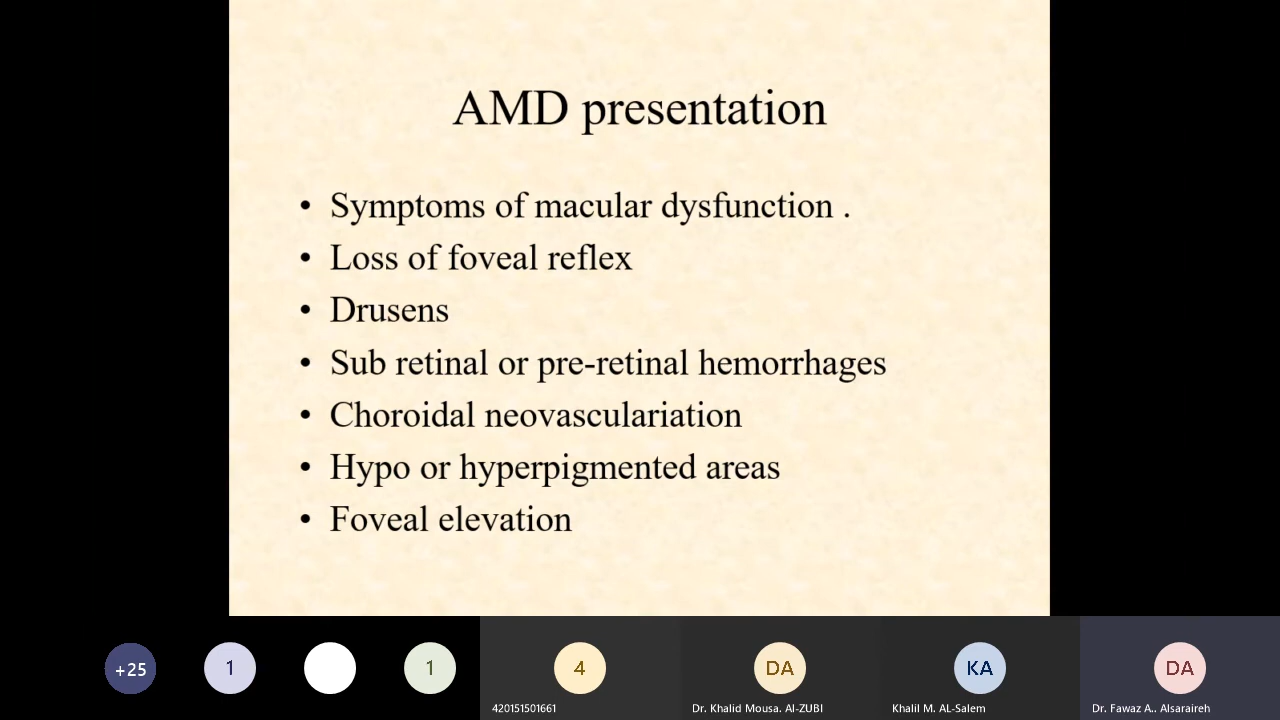 AMD presentation
• Symptoms of macular dysfunction .
• Loss of foveal reflex
• Drusens
• Sub retinal or pre-retinal hemorrhages
• Choroidal neovasculariation
• Hypo or hyperpigmented areas
• Foveal elevation
+25
1
1
4
DA
KA
DA
420151501661
Dr. Khalid Mousa. Al-ZUBI
Khalil M. AL-Salem
Dr. Fawaz A.. Alsaraireh